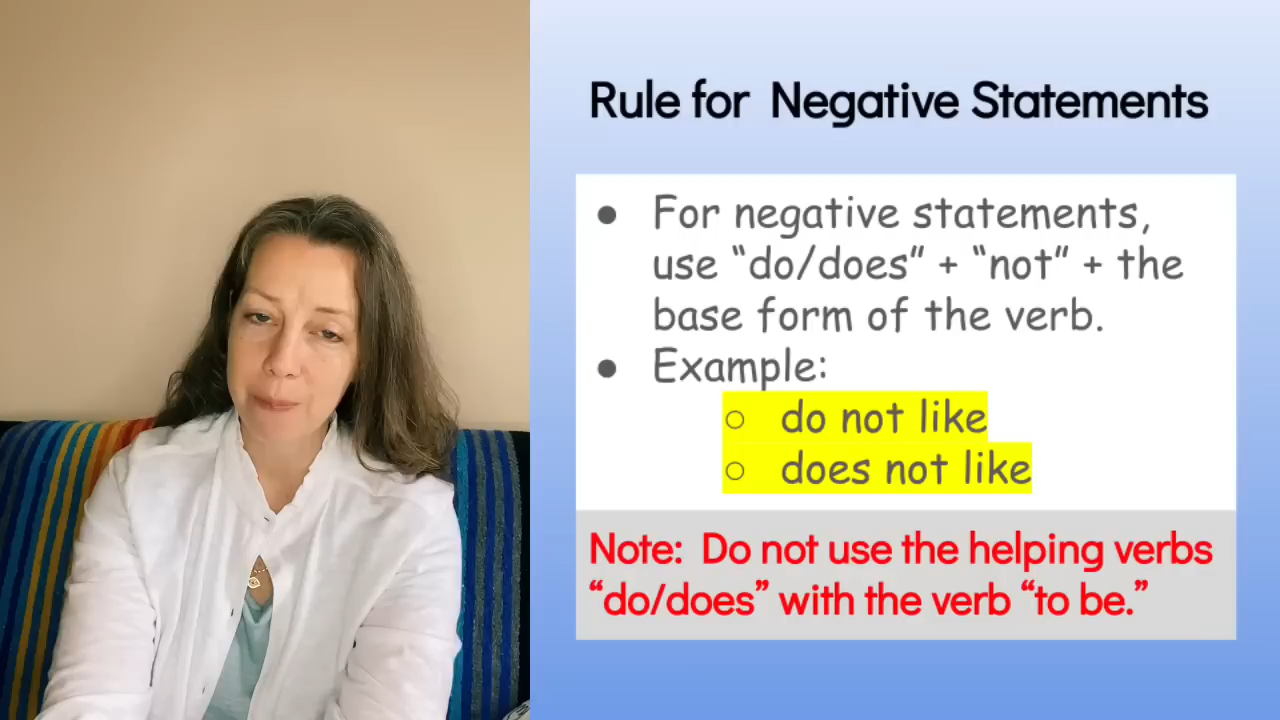 Rule for Negative Statements
● For negative statements,
use “do/does” + “not” + the
base form of the verb.
● Example:
○ do not like
○ does not like
Note: Do not use the helping verbs
“do/does” with the verb “to be.”